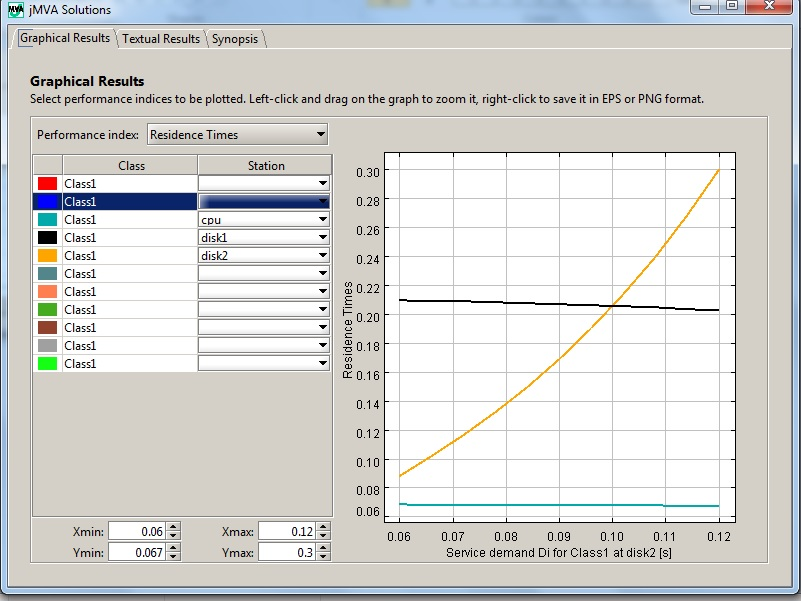 MVA jMVA Solutions
Graphical Results Textual Results Synopsis
Graphical Results
Select performance indices to be plotted. Left-click and drag on the graph to zoom it, right-click to save it in EPS or PNG format.
Performance index: Residence Times
Class Station
Class1
Class1
Class1 cpu
Class1 disk1
Class1 disk2
Class1
Class1
Class1
Class1
Class1
Class1
Xmin: 0.06 Xmax: 0.12
Ymin: 0.067 Ymax: 0.3
Residence Times
0.30
0.28
0.26
0.24
0.22
0.20
0.18
0.16
0.14
0.12
0.10
0.08
0.06
0.06 0.07 0.08 0.09 0.10 0.11 0.12
Service demand Di for Class1 at disk2 [s]